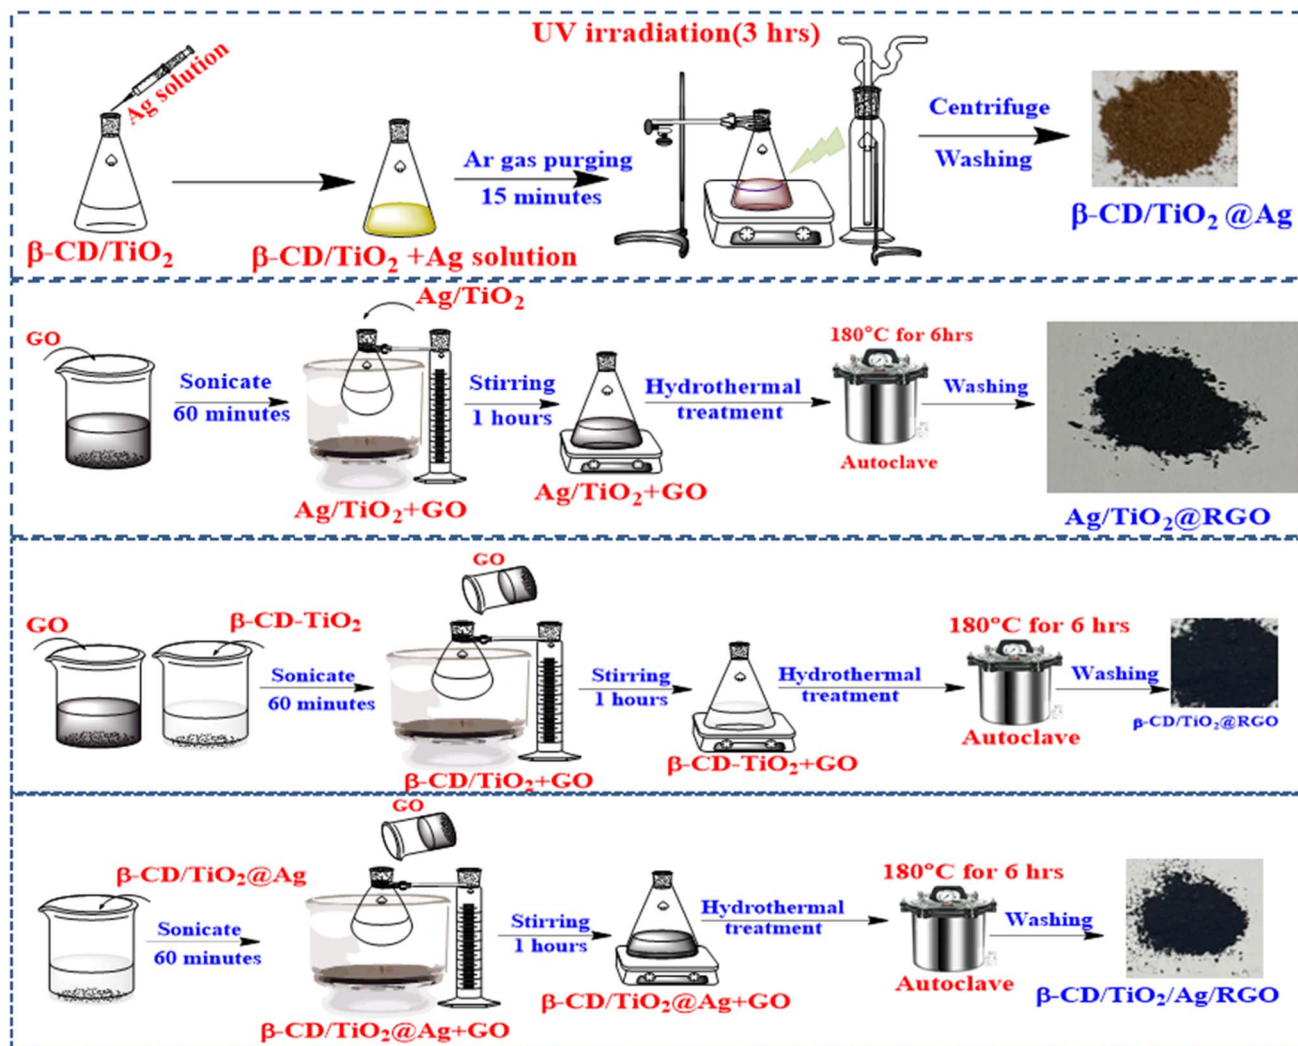 UV irradiation(3 hrs)
Ag solution
Ar gas purging
15 minutes
Centrifuge
Washing
β-CD/TiO₂
β-CD/TiO₂ +Ag solution
β-CD/TiO₂ @Ag
GO
Ag/TiO₂
Sonicate
60 minutes
Stirring
1 hours
Hydrothermal
treatment
180°C for 6hrs
Autoclave
Washing
Ag/TiO₂+GO
Ag/TiO₂+GO
Ag/TiO₂@RGO
GO
GO
β-CD-TiO₂
Sonicate
60 minutes
Stirring
1 hours
Hydrothermal
treatment
180°C for 6 hrs
Autoclave
Washing
β-CD/TiO₂+GO
β-CD-TiO₂+GO
β-CD/TiO₂@RGO
GO
β-CD/TiO₂@Ag
Sonicate
60 minutes
Stirring
1 hours
Hydrothermal
treatment
180°C for 6 hrs
Autoclave
Washing
β-CD/TiO₂@Ag+GO
β-CD/TiO₂@Ag+GO
β-CD/TiO₂/Ag/RGO